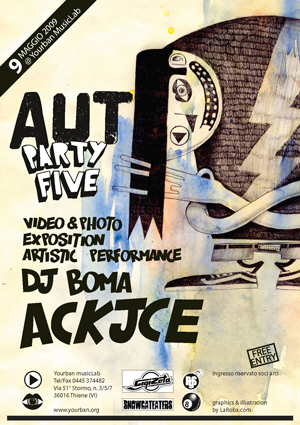 9 MAGGIO 2009
@ Yourban MusicLab
AUT
PARTY
FIVE
VIDEO & PHOTO
EXPOSITION
ARTISTIC PERFORMANCE
DJ BOMA
ACKJCE
FREE
ENTRY
Yourban musicLab
Tel/Fax 0445 374482
Via 51° Stormo, n. 3/5/7
36016 Thiene (VI)
www.yourban.org
SNOWEATERS
ingresso riservato soci arci
graphics & illustration
by LaRoba.com